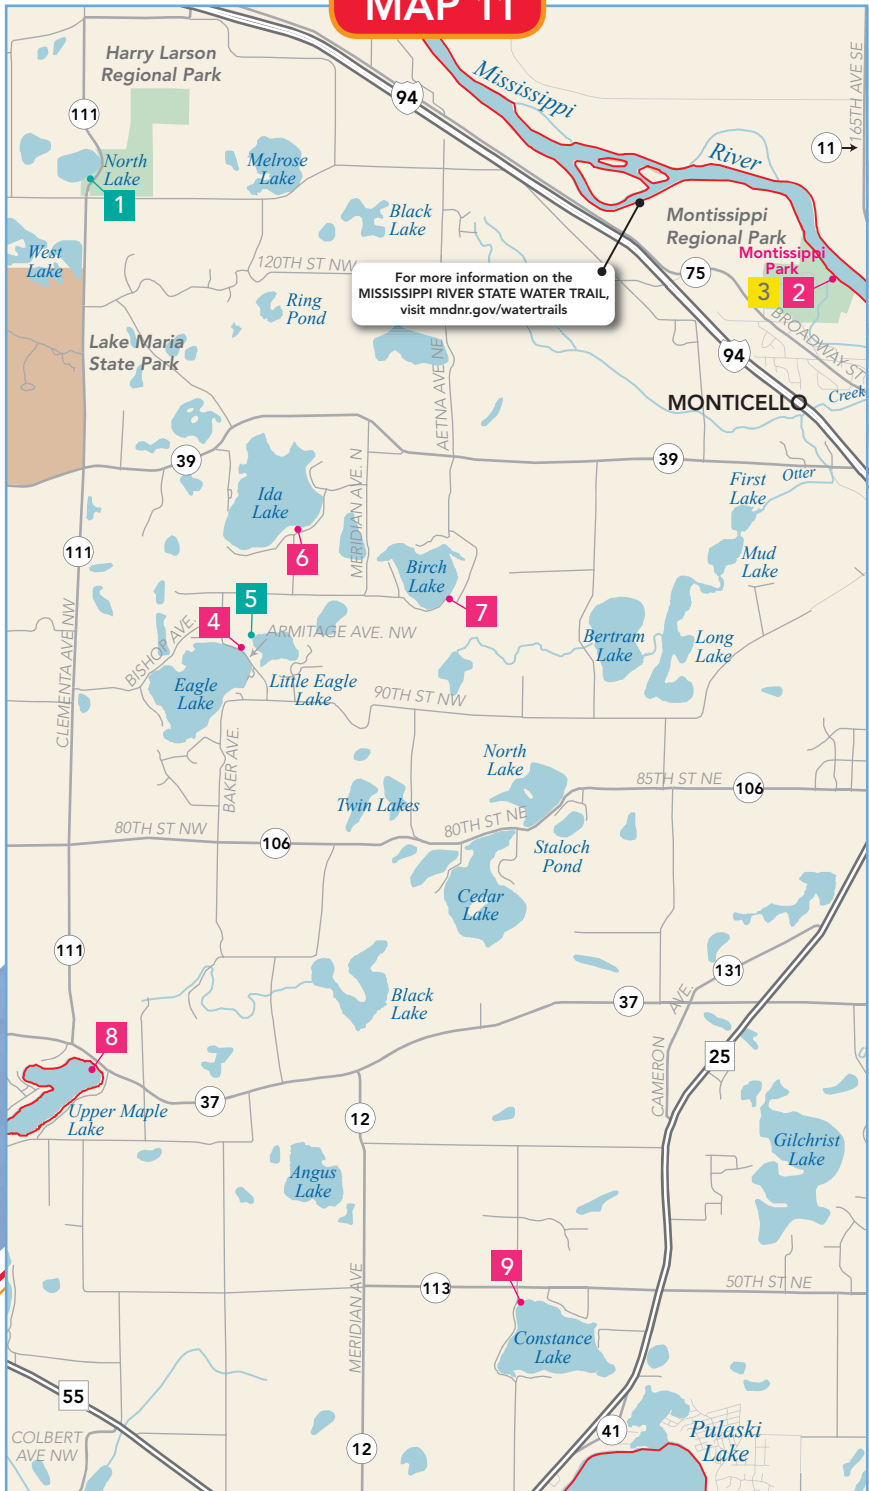 MAP 11
Harry Larson
Regional Park
94
Mississippi
165TH AVE SE
111
11
River
North
Lake
Melrose
Lake
1
Black
Lake
Montissippi
Regional Park
West
Lake
120TH ST NW
Montissippi
Park
For more information on the
MISSISSIPPI RIVER STATE WATER TRAIL,
visit mndnr.gov/watertrails
75
3
2
Ring
Pond
BROADWAY ST
Lake Maria
State Park
AETNA AVE NE
94
MONTICELLO
Creek
39
MERIDIAN AVE. N
39
Otter
First
Lake
Ida
Lake
111
6
Mud
Lake
Birch
Lake
5
7
4
ARMITAGE AVE. NW
BISHOP AVE.
Bertram
Lake
Long
Lake
CLEMENTA AVE NW
Eagle
Lake
Little Eagle
Lake
90TH ST NW
BAKER AVE.
North
Lake
85TH ST NE
106
Twin Lakes
80TH ST NE
80TH ST NW
106
Staloch
Pond
Cedar
Lake
111
131
Black
Lake
37
AVE.
CAMERON
8
25
37
Upper Maple
Lake
12
Gilchrist
Lake
Angus
Lake
9
113
50TH ST NE
MERIDIAN AVE
Constance
Lake
55
41
COLBERT
AVE NW
12
Pulaski
Lake